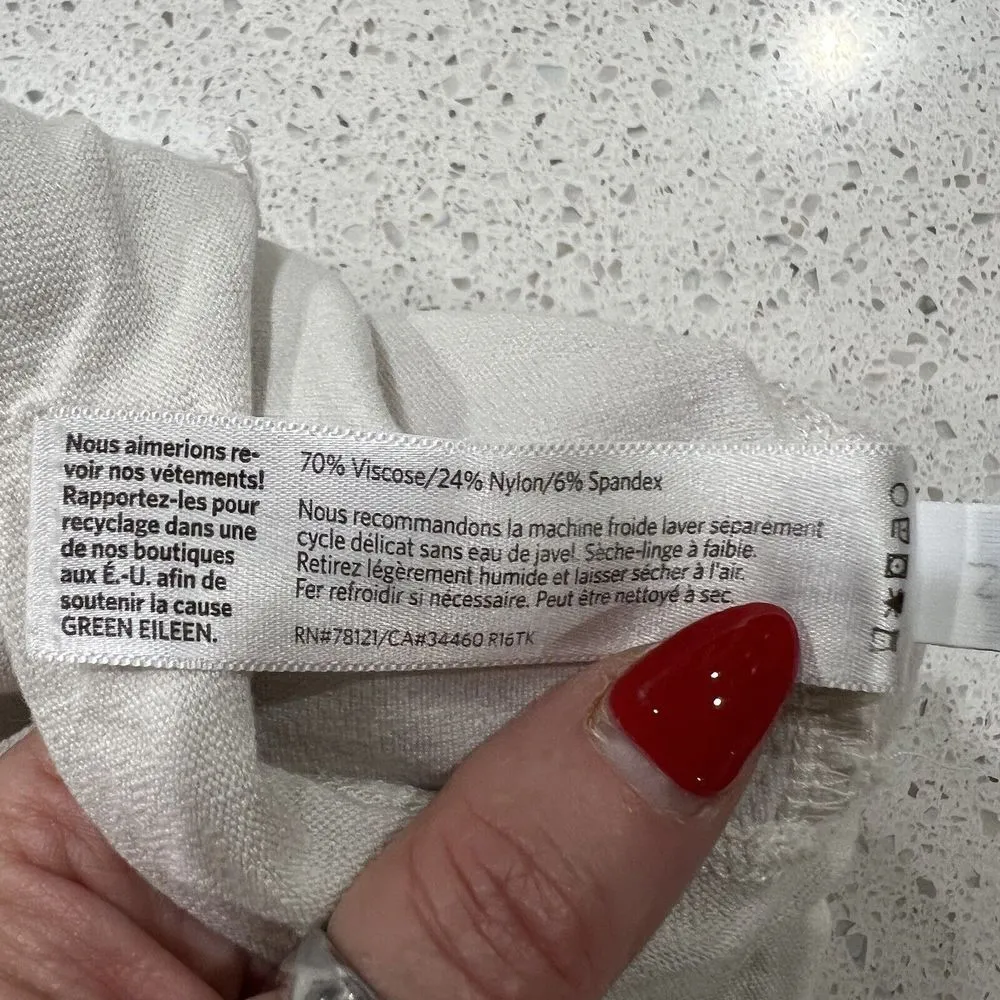 Nous aimerions re-
voir nos vétements!
Rapportez-les pour
recyclage dans une
de nos boutiques
aux É.-U. afin de
soutenir la cause
GREEN EILEEN.
70% Viscose/24% Nylon/6% Spandex
Nous recommandons la machine froide laver separement
cycle délicat sans eau de javel. Sèche-linge à faible.
Retirez légèrement humide et laisser sécher à l'air.
Fer refroidir si nécessaire. Peut être nettoyé à sec.
RN#78121/CA#34460 R16TK